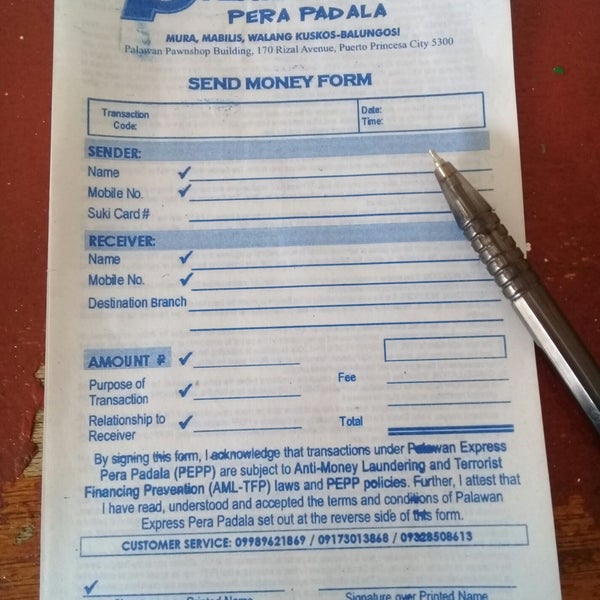 PERA PADALA
MURA, MABILIS, WALANG KUSKOS-BALUNGOS!
Palawan Pawnshop Building, 170 Rizal Avenue, Puerto Princesa City 5300
SEND MONEY FORM
Transaction
Code:
Date:
Time:
SENDER:
Name ✔
Mobile No. ✔
Suki Card #
RECEIVER:
Name ✔
Mobile No. ✔
Destination Branch
AMOUNT ₱ ✔
Purpose of
Transaction ✔
Fee
Relationship to
Receiver ✔
Total
By signing this form, I acknowledge that transactions under Palawan Express
Pera Padala (PEPP) are subject to Anti-Money Laundering and Terrorist
Financing Prevention (AML-TFP) laws and PEPP policies. Further, I attest that
I have read, understood and accepted the terms and conditions of Palawan
Express Pera Padala set out at the reverse side of this form.
CUSTOMER SERVICE: 09989621869 / 09173013868 / 09328508613
✔
Printed Name
Signature over Printed Name